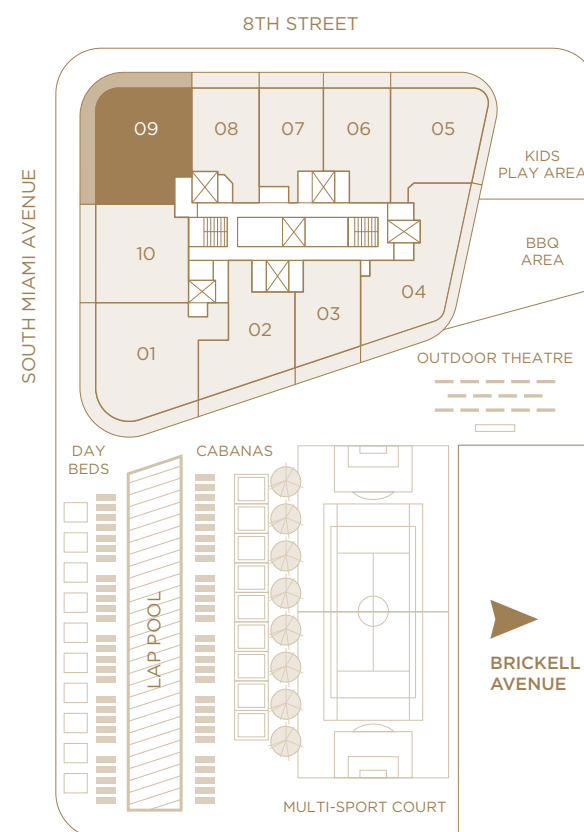 8TH STREET
SOUTH MIAMI AVENUE
09
08
07
06
05
KIDS
PLAY AREA
BBQ
AREA
10
04
03
02
01
OUTDOOR THEATRE
DAY
BEDS
CABANAS
LAP POOL
BRICKELL
AVENUE
MULTI-SPORT COURT